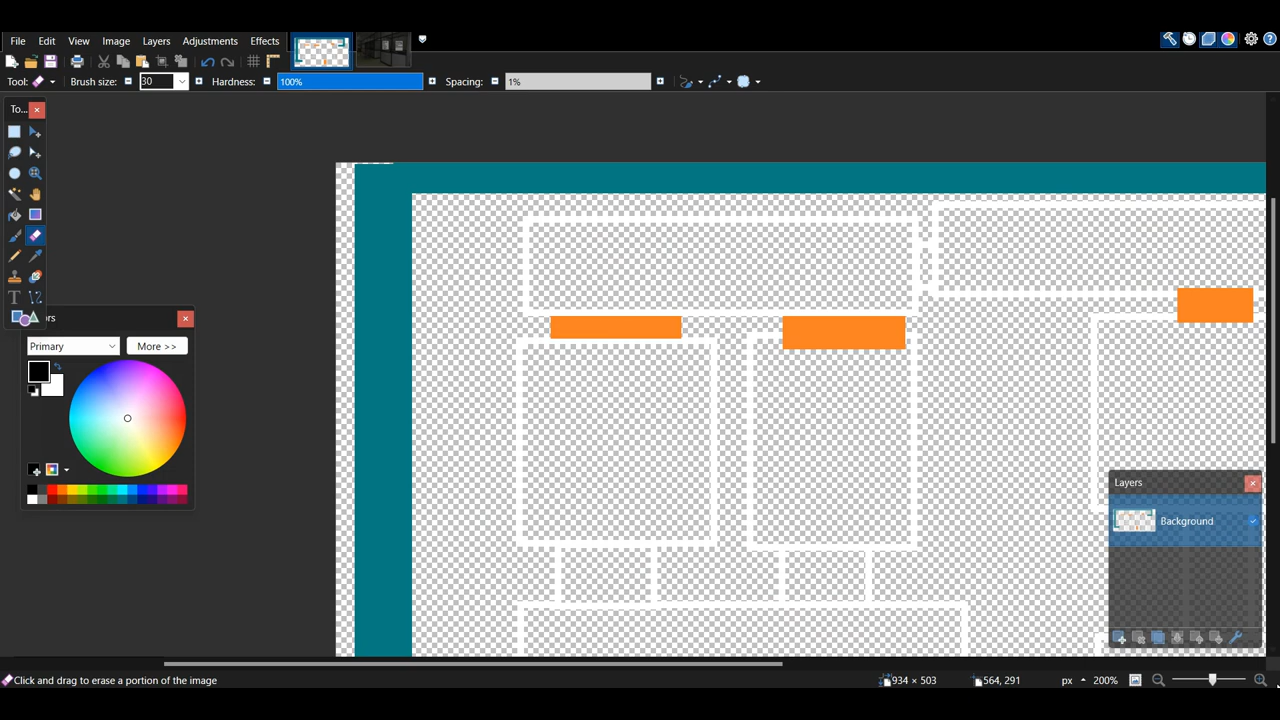 File Edit View Image Layers Adjustments Effects
Tool: Brush size: 30 Hardness: 100% Spacing: 1%
To...
ors
Primary More >>
Layers
Background
Click and drag to erase a portion of the image 934 × 503 564, 291 px 200%